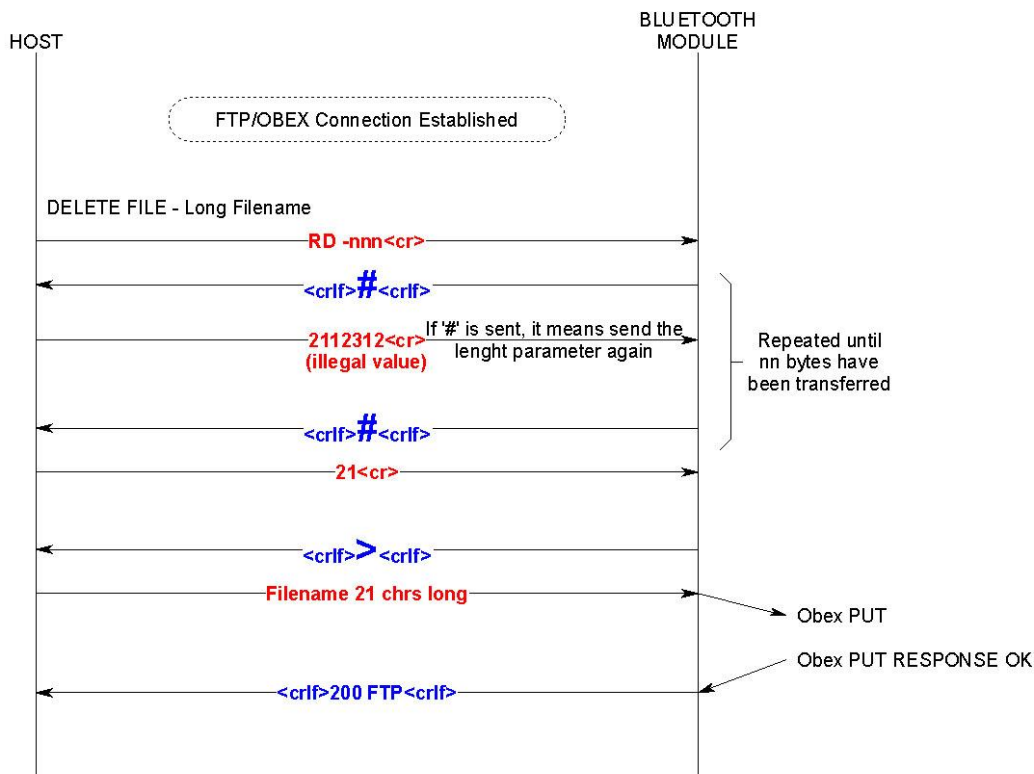 HOST
BLUETOOTH
MODULE
FTP/OBEX Connection Established
DELETE FILE - Long Filename
RD -nnn<cr>
<crlf>#<crlf>
2112312<cr>
(illegal value)
If '#' is sent, it means send the
lenght parameter again
Repeated until
nn bytes have
been transferred
<crlf>#<crlf>
21<cr>
<crlf>><crlf>
Filename 21 chrs long
Obex PUT
Obex PUT RESPONSE OK
<crlf>200 FTP<crlf>